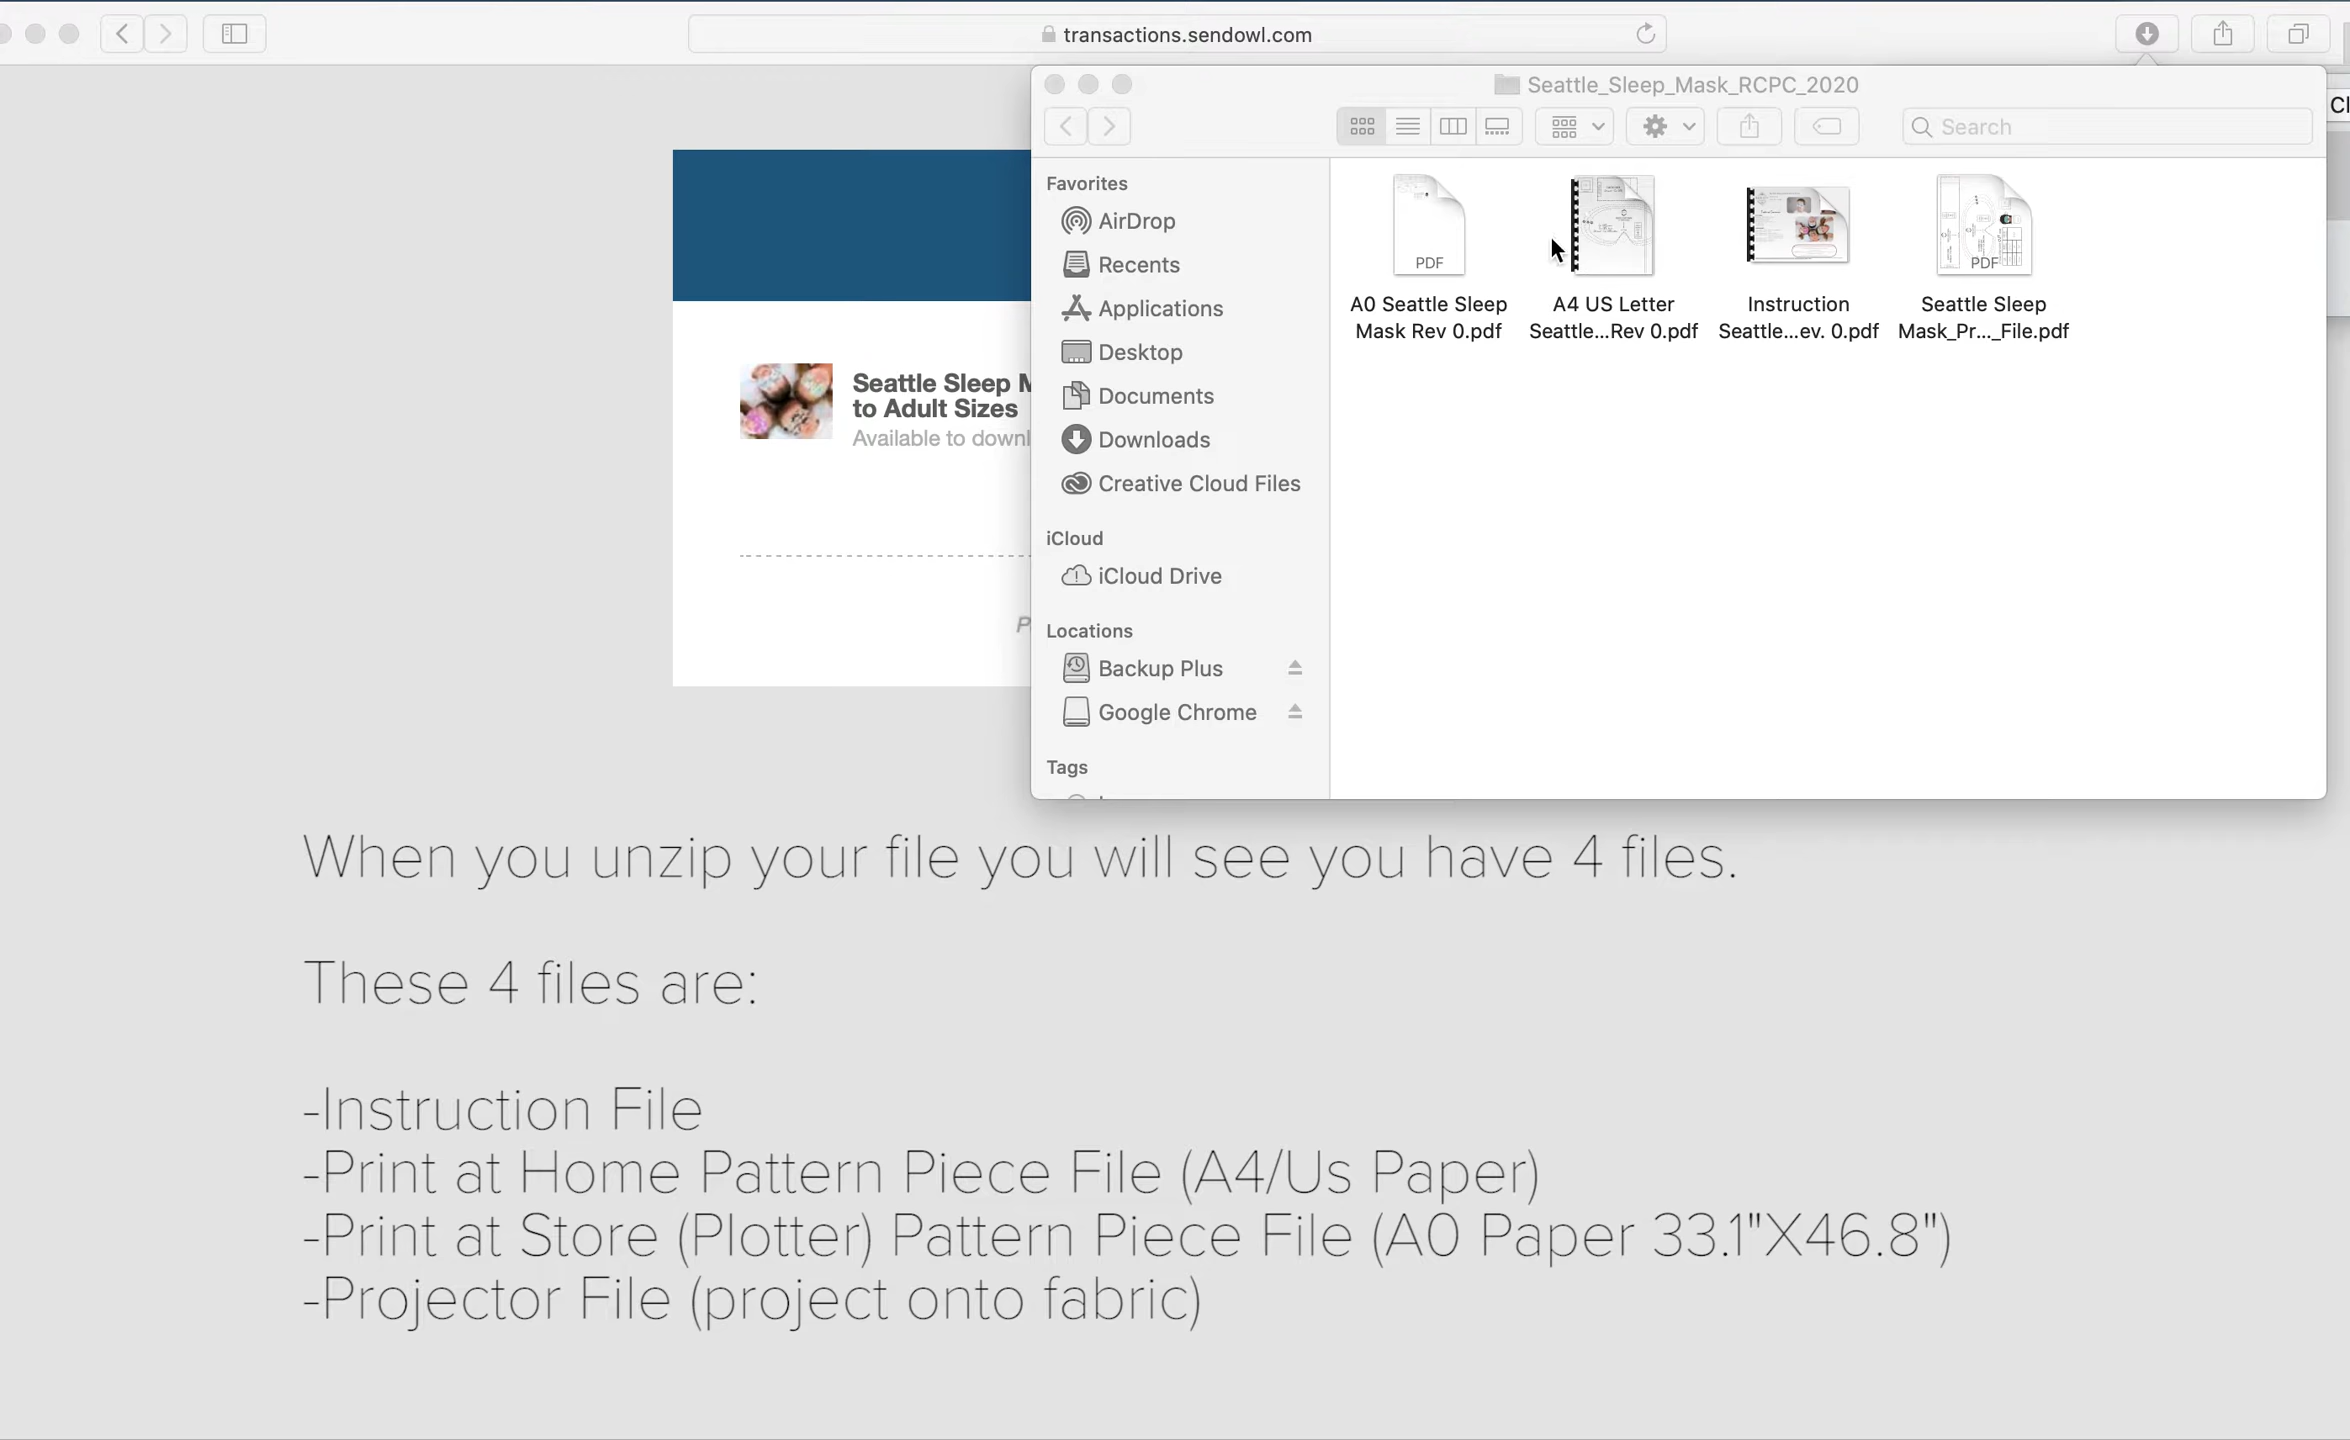 transactions.sendowl.com
Seattle_Sleep_Mask_RCPC_2020
Cl
Search
Favorites
AirDrop
Recents
Applications
Desktop
Documents
Downloads
Creative Cloud Files
iCloud
iCloud Drive
Locations
Backup Plus
Google Chrome
Tags
PDF
A0 Seattle Sleep
Mask Rev 0.pdf
A4 US Letter
Seattle...Rev 0.pdf
Instruction
Seattle...ev. 0.pdf
PDF
Seattle Sleep
Mask_Pr..._File.pdf
Seattle Sleep M
to Adult Sizes
Available to downl
P
When you unzip your file you will see you have 4 files.
These 4 files are:
-Instruction File
-Print at Home Pattern Piece File (A4/Us Paper)
-Print at Store (Plotter) Pattern Piece File (A0 Paper 33.1"X46.8")
-Projector File (project onto fabric)